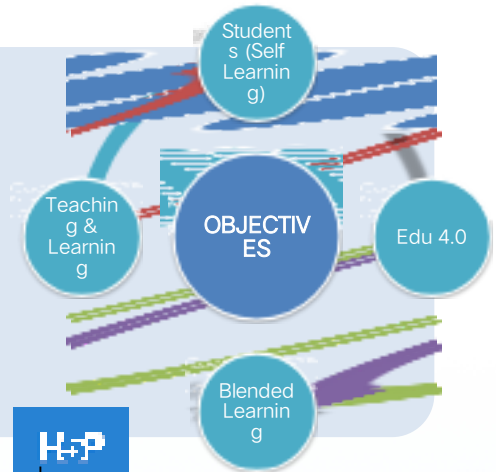 Student
s (Self
Learnin
g)
Teachin
g &
Learnin
g
OBJECTIV
ES
Edu 4.0
Blended
Learnin
g